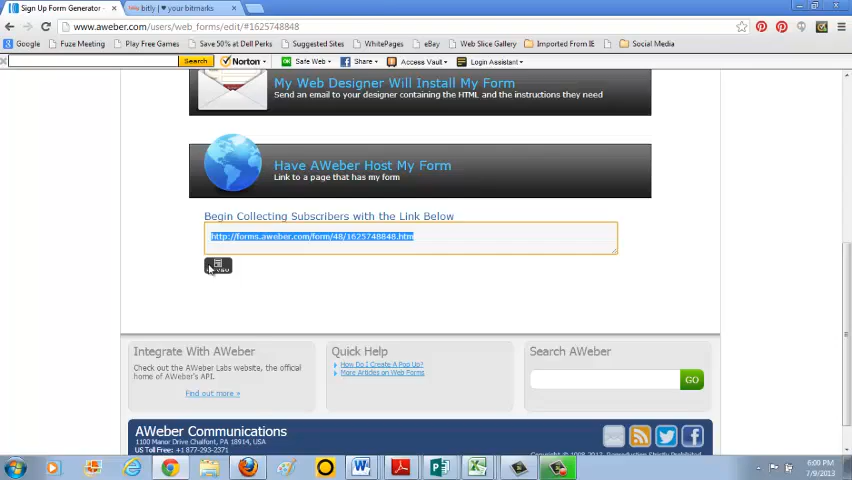 Sign Up Form Generator -
bitly | ♥ your bitmarks
www.aweber.com/users/web_forms/edit/#1625748848
Google
Fuze Meeting
Play Free Games
Save 50% at Dell Perks
Suggested Sites
WhitePages
eBay
Web Slice Gallery
Imported From IE
Social Media
Search
Norton
Safe Web
Share
Access Vault
Login Assistant
My Web Designer Will Install My Form
Send an email to your designer containing the HTML and the instructions they need
Have AWeber Host My Form
Link to a page that has my form
Begin Collecting Subscribers with the Link Below
http://forms.aweber.com/form/48/1625748848.htm
Integrate With AWeber
Check out the AWeber Labs website, the official
home of AWeber's API.
Find out more »
Quick Help
How Do I Create A Pop Up?
More Articles on Web Forms
Search AWeber
GO
AWeber Communications
1100 Manor Drive Chalfont, PA 18914, USA
US Toll Free: +1 877-293-2371
6:00 PM
7/9/2013